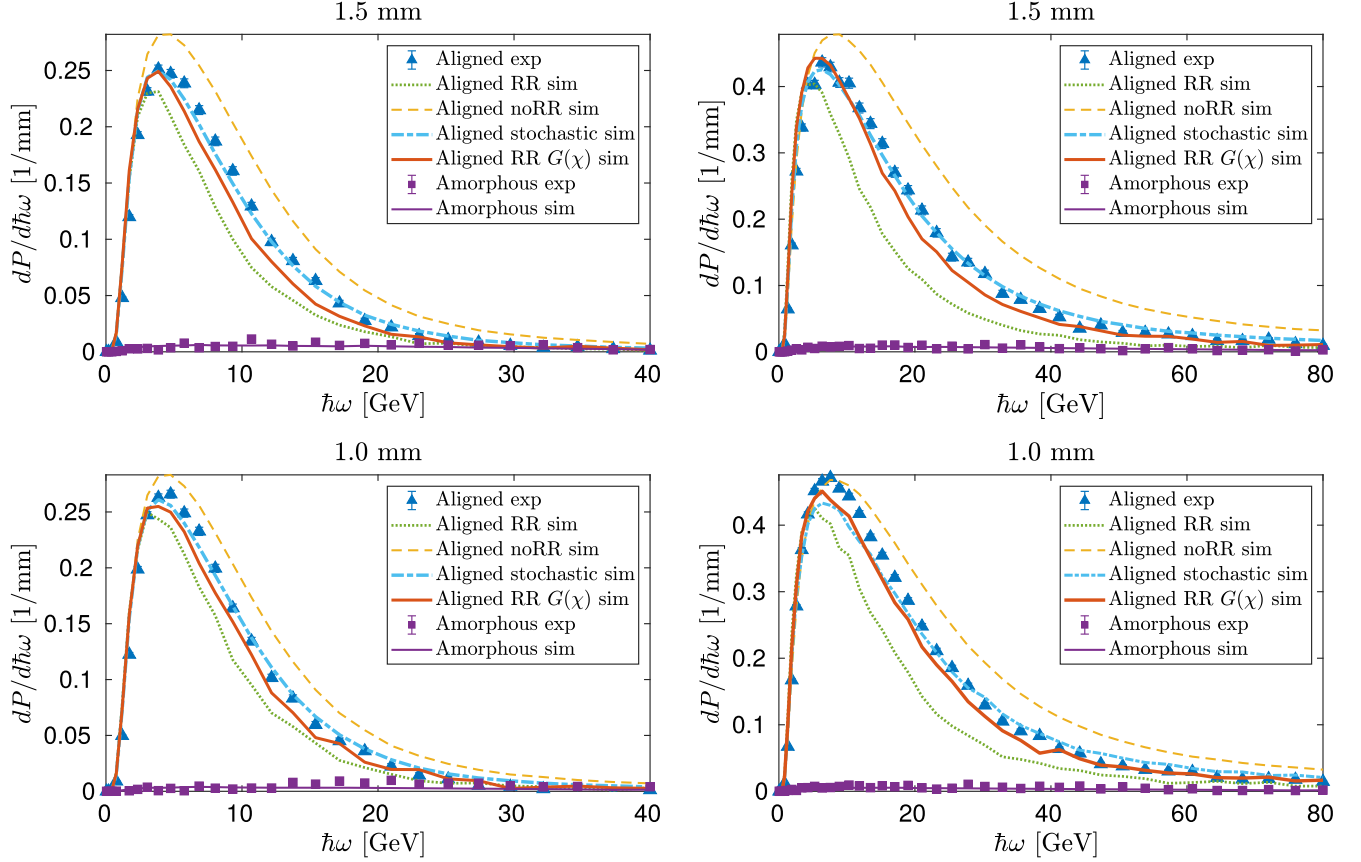 1.5 mm
dP/dℏω [1/mm]
0.25
0.2
0.15
0.1
0.05
0
Aligned exp
Aligned RR sim
Aligned noRR sim
Aligned stochastic sim
Aligned RR G(χ) sim
Amorphous exp
Amorphous sim
0 10 20 30 40
ℏω [GeV]
1.5 mm
dP/dℏω [1/mm]
0.4
0.3
0.2
0.1
0
Aligned exp
Aligned RR sim
Aligned noRR sim
Aligned stochastic sim
Aligned RR G(χ) sim
Amorphous exp
Amorphous sim
0 20 40 60 80
ℏω [GeV]
1.0 mm
dP/dℏω [1/mm]
0.25
0.2
0.15
0.1
0.05
0
Aligned exp
Aligned RR sim
Aligned noRR sim
Aligned stochastic sim
Aligned RR G(χ) sim
Amorphous exp
Amorphous sim
0 10 20 30 40
ℏω [GeV]
1.0 mm
dP/dℏω [1/mm]
0.4
0.3
0.2
0.1
0
Aligned exp
Aligned RR sim
Aligned noRR sim
Aligned stochastic sim
Aligned RR G(χ) sim
Amorphous exp
Amorphous sim
0 20 40 60 80
ℏω [GeV]